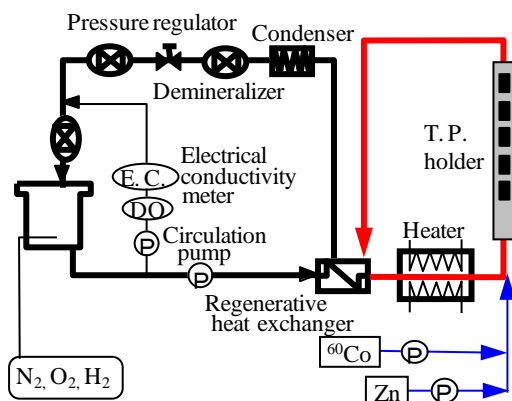 Pressure regulator
Condenser
Demineralizer
T. P.
holder
Electrical
conductivity
meter
E. C.
DO
P
Circulation
pump
P
Heater
Regenerative
heat exchanger
⁶⁰Co
P
Zn
P
N₂, O₂, H₂